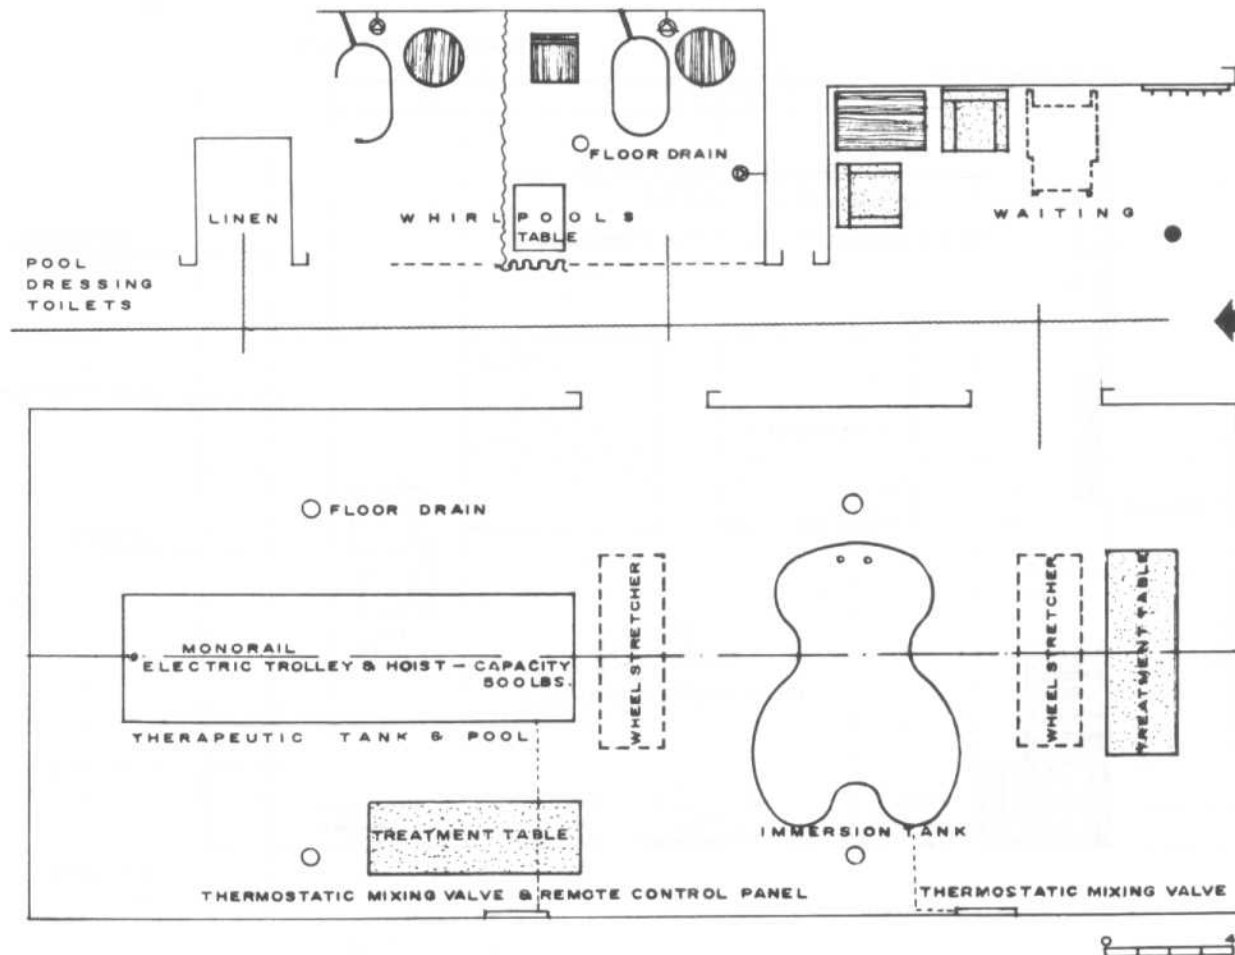 FLOOR DRAIN
LINEN
WHIRLPOOLS
TABLE
WAITING
POOL
DRESSING
TOILETS
FLOOR DRAIN
MONORAIL
ELECTRIC TROLLEY & HOIST - CAPACITY
500 LBS.
WHEEL STRETCHER
WHEEL STRETCHER
TREATMENT TABLE
THERAPEUTIC TANK & POOL
TREATMENT TABLE
IMMERSION TANK
THERMOSTATIC MIXING VALVE & REMOTE CONTROL PANEL
THERMOSTATIC MIXING VALVE
0 4